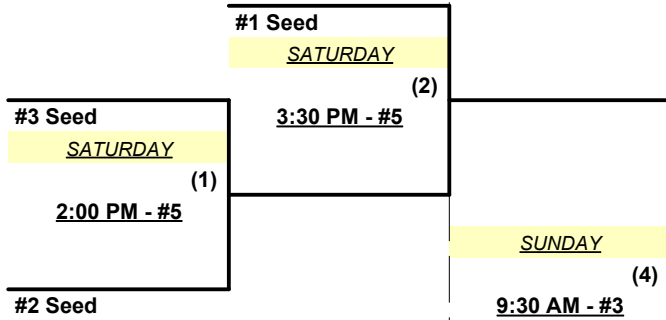 #1 Seed
SATURDAY
(2)
3:30 PM - #5
#3 Seed
SATURDAY
(1)
2:00 PM - #5
#2 Seed
SUNDAY
(4)
9:30 AM - #3